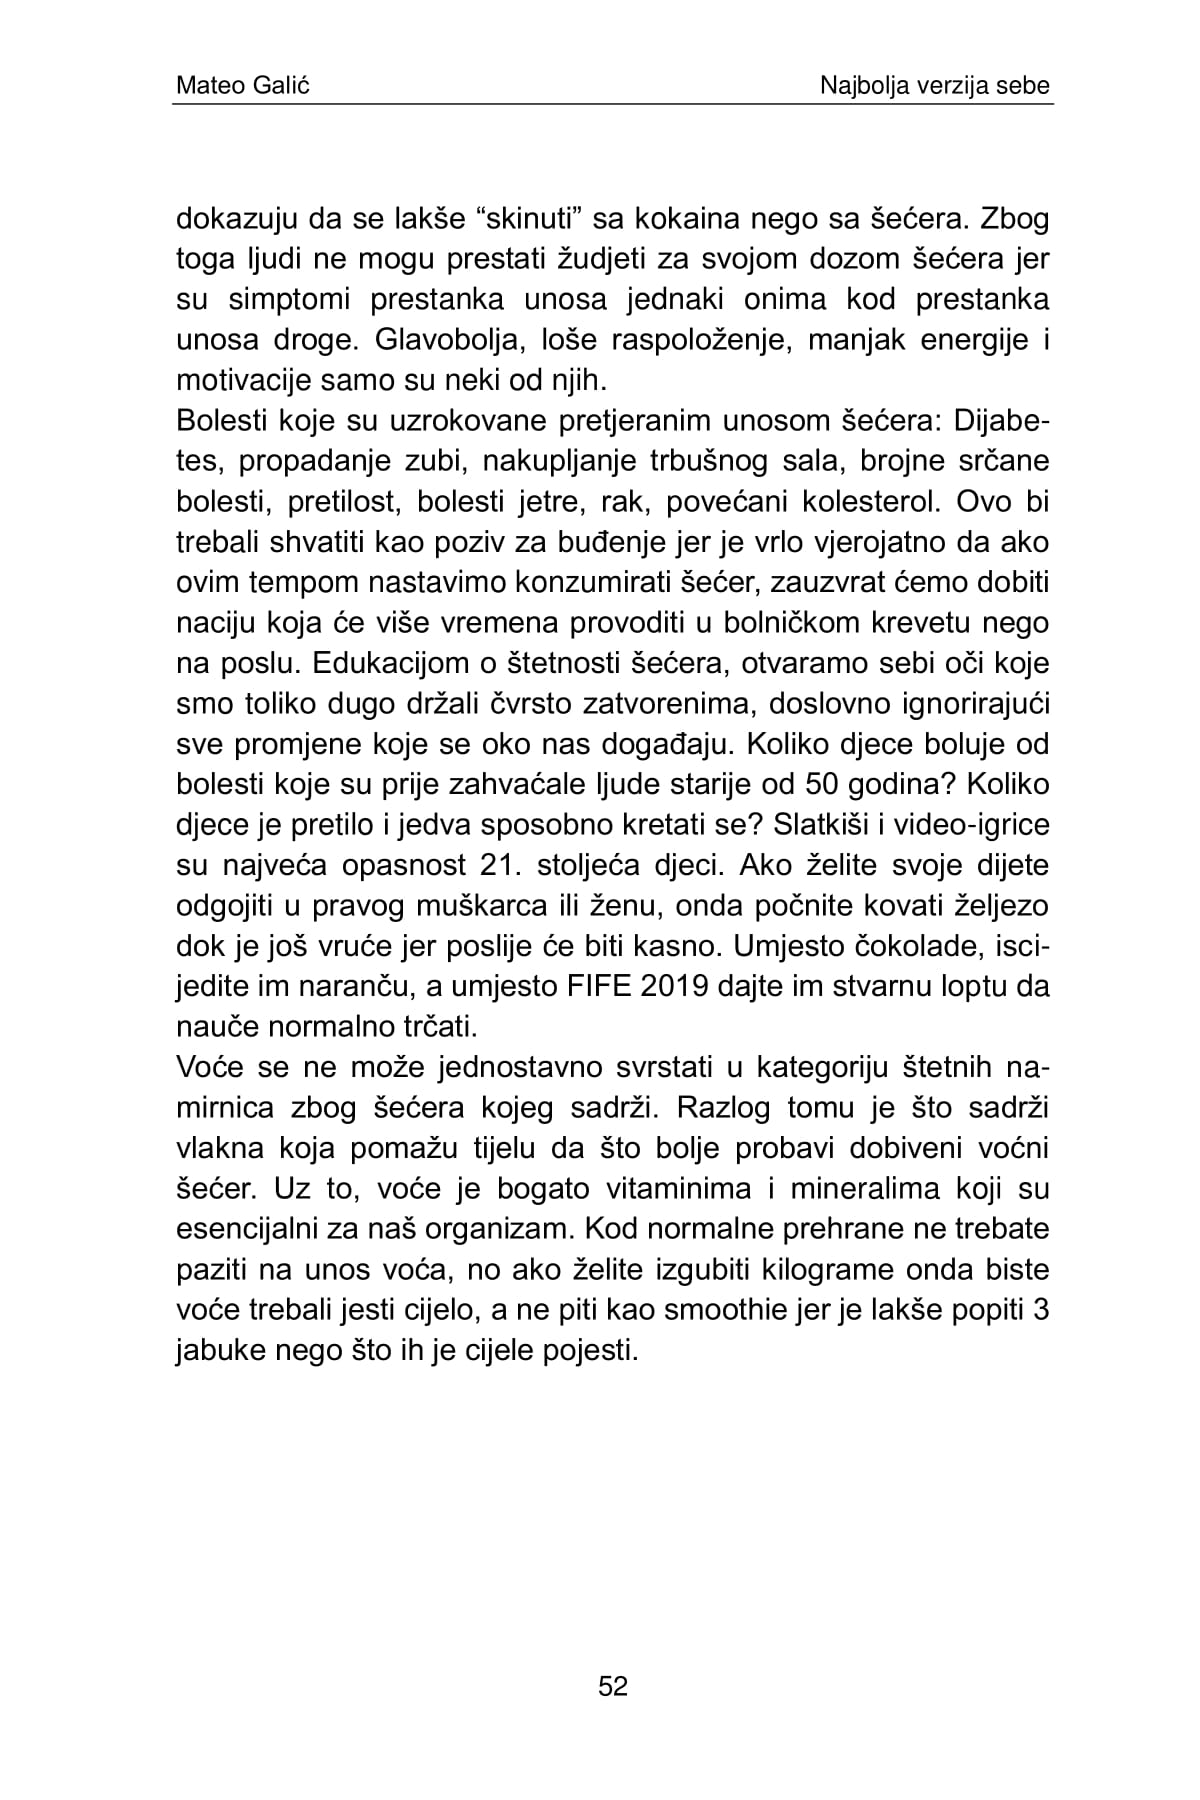 Mateo Galić
Najbolja verzija sebe
dokazuju da se lakše “skinuti” sa kokaina nego sa šećera. Zbog
toga ljudi ne mogu prestati žudjeti za svojom dozom šećera jer
su simptomi prestanka unosa jednaki onima kod prestanka
unosa droge. Glavobolja, loše raspoloženje, manjak energije i
motivacije samo su neki od njih.
Bolesti koje su uzrokovane pretjeranim unosom šećera: Dijabe-
tes, propadanje zubi, nakupljanje trbušnog sala, brojne srčane
bolesti, pretilost, bolesti jetre, rak, povećani kolesterol. Ovo bi
trebali shvatiti kao poziv za buđenje jer je vrlo vjerojatno da ako
ovim tempom nastavimo konzumirati šećer, zauzvrat ćemo dobiti
naciju koja će više vremena provoditi u bolničkom krevetu nego
na poslu. Edukacijom o štetnosti šećera, otvaramo sebi oči koje
smo toliko dugo držali čvrsto zatvorenima, doslovno ignorirajući
sve promjene koje se oko nas događaju. Koliko djece boluje od
bolesti koje su prije zahvaćale ljude starije od 50 godina? Koliko
djece je pretilo i jedva sposobno kretati se? Slatkiši i video-igrice
su najveća opasnost 21. stoljeća djeci. Ako želite svoje dijete
odgojiti u pravog muškarca ili ženu, onda počnite kovati željezo
dok je još vruće jer poslije će biti kasno. Umjesto čokolade, isci-
jedite im naranču, a umjesto FIFE 2019 dajte im stvarnu loptu da
nauče normalno trčati.
Voće se ne može jednostavno svrstati u kategoriju štetnih na-
mirnica zbog šećera kojeg sadrži. Razlog tomu je što sadrži
vlakna koja pomažu tijelu da što bolje probavi dobiveni voćni
šećer. Uz to, voće je bogato vitaminima i mineralima koji su
esencijalni za naš organizam. Kod normalne prehrane ne trebate
paziti na unos voća, no ako želite izgubiti kilograme onda biste
voće trebali jesti cijelo, a ne piti kao smoothie jer je lakše popiti 3
jabuke nego što ih je cijele pojesti.
52